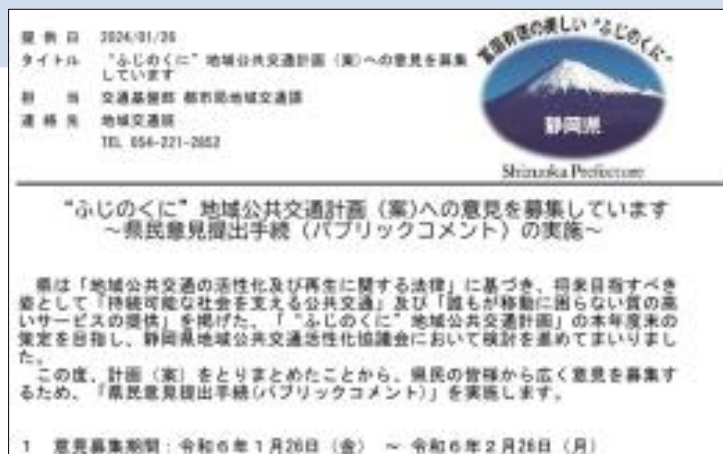 提供日 2024/01/26
タイトル “ふじのくに”地域公共交通計画（案）への意見を募集
しています
担当 交通基盤部 都市局地域交通課
連絡先 地域交通班
TEL 054-221-2852
富国有徳の美しい“ふじのくに”
静岡県
Shizuoka Prefecture
“ふじのくに”地域公共交通計画（案）への意見を募集しています
～県民意見提出手続（パブリックコメント）の実施～
県は「地域公共交通の活性化及び再生に関する法律」に基づき、将来目指すべき
姿として「持続可能な社会を支える公共交通」及び「誰もが移動に困らない質の高
いサービスの提供」を掲げた、「“ふじのくに”地域公共交通計画」の本年度末の
策定を目指し、静岡県地域公共交通活性化協議会において検討を進めてまいりまし
た。
この度、計画（案）をとりまとめたことから、県民の皆様から広く意見を募集す
るため、「県民意見提出手続(パブリックコメント)」を実施します。
1 意見募集期間：令和６年１月26日（金） ～ 令和６年２月26日（月）